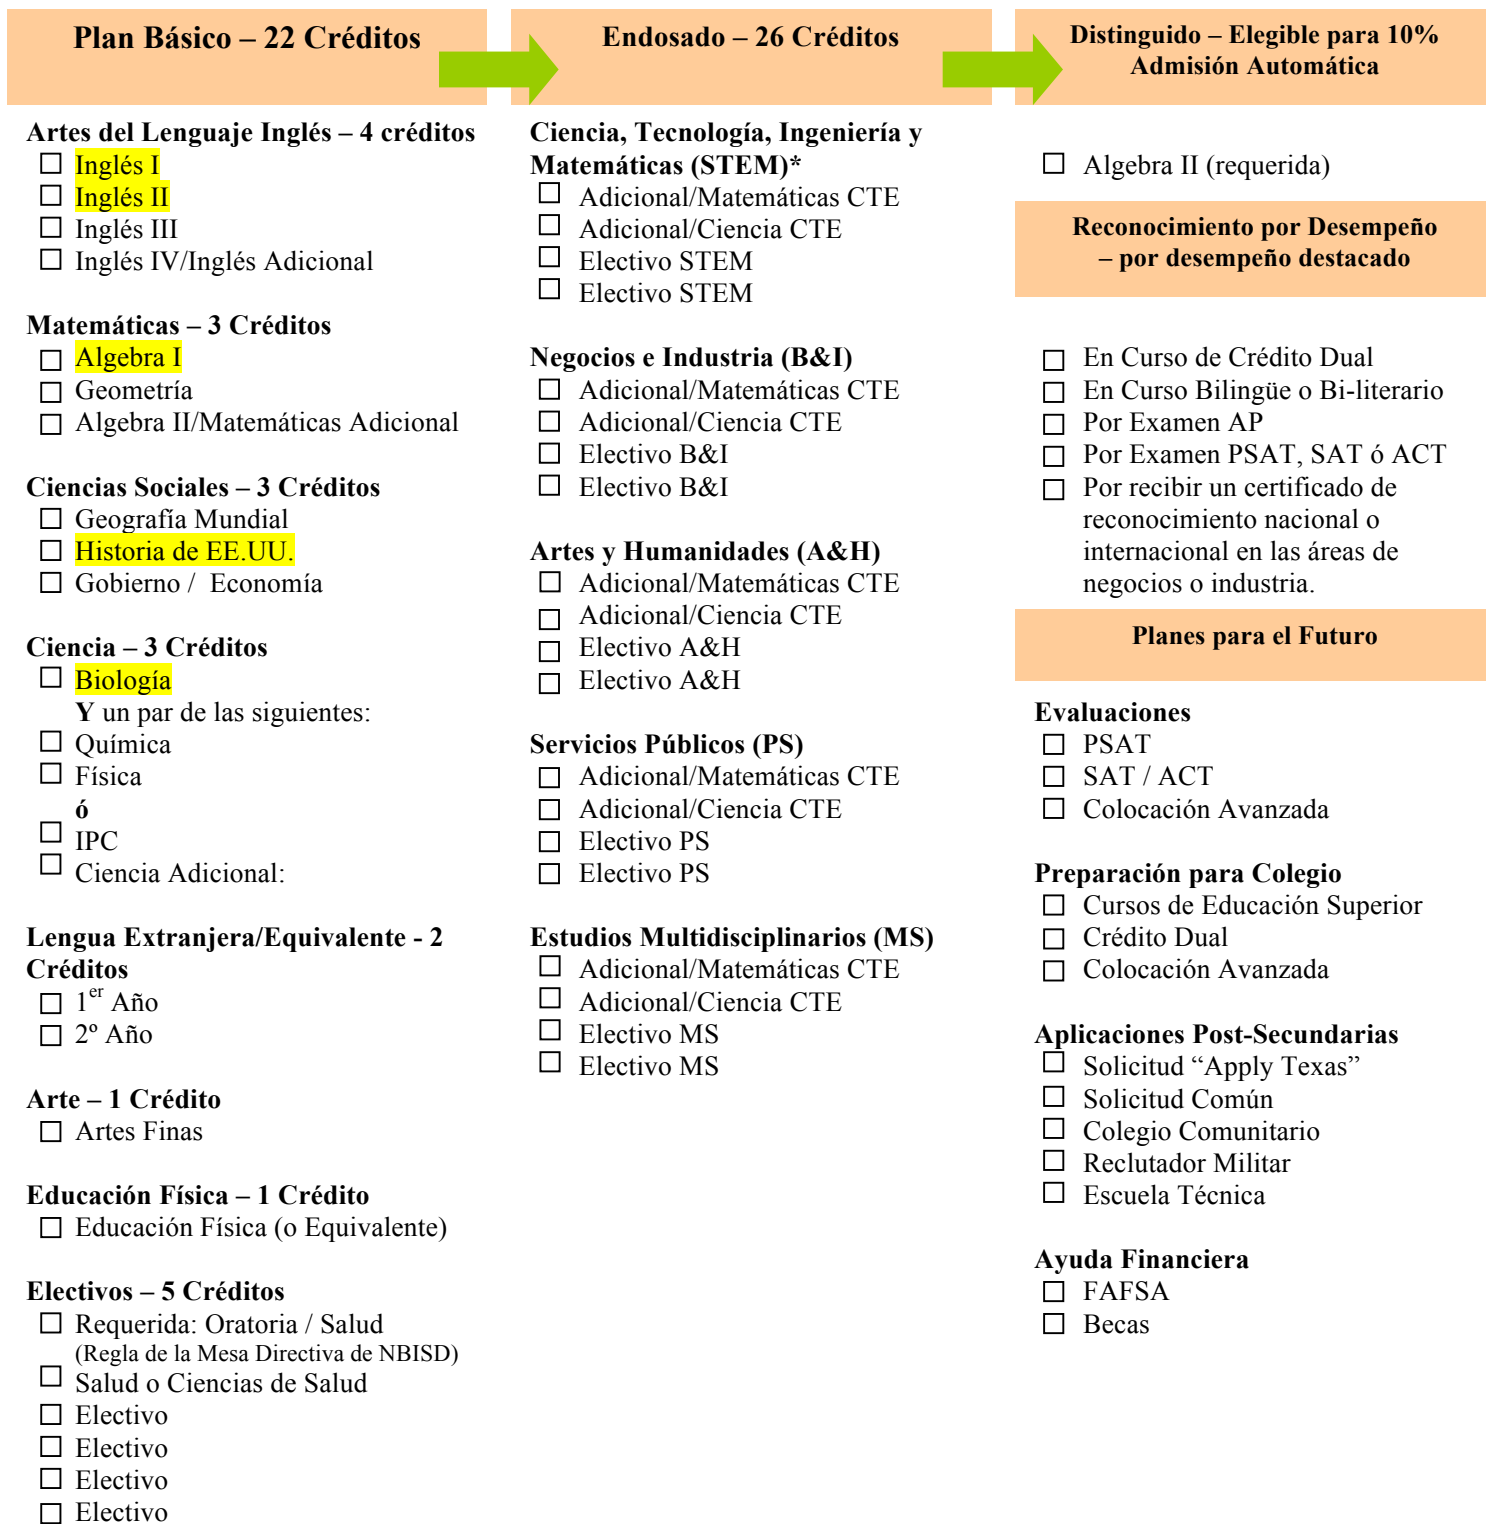 Plan Básico – 22 Créditos
Artes del Lenguaje Inglés – 4 créditos
Inglés I
Inglés II
Inglés III
Inglés IV/Inglés Adicional
Matemáticas – 3 Créditos
Algebra I
Geometría
Algebra II/Matemáticas Adicional
Ciencias Sociales – 3 Créditos
Geografía Mundial
Historia de EE.UU.
Gobierno / Economía
Ciencia – 3 Créditos
Biología
Y un par de las siguientes:
Química
Física
ó
IPC
Ciencia Adicional:
Lengua Extranjera/Equivalente - 2
Créditos
1er Año
2º Año
Arte – 1 Crédito
Artes Finas
Educación Física – 1 Crédito
Educación Física (o Equivalente)
Electivos – 5 Créditos
Requerida: Oratoria / Salud
(Regla de la Mesa Directiva de NBISD)
Salud o Ciencias de Salud
Electivo
Electivo
Electivo
Electivo
Endosado – 26 Créditos
Ciencia, Tecnología, Ingeniería y
Matemáticas (STEM)*
Adicional/Matemáticas CTE
Adicional/Ciencia CTE
Electivo STEM
Electivo STEM
Negocios e Industria (B&I)
Adicional/Matemáticas CTE
Adicional/Ciencia CTE
Electivo B&I
Electivo B&I
Artes y Humanidades (A&H)
Adicional/Matemáticas CTE
Adicional/Ciencia CTE
Electivo A&H
Electivo A&H
Servicios Públicos (PS)
Adicional/Matemáticas CTE
Adicional/Ciencia CTE
Electivo PS
Electivo PS
Estudios Multidisciplinarios (MS)
Adicional/Matemáticas CTE
Adicional/Ciencia CTE
Electivo MS
Electivo MS
Distinguido – Elegible para 10%
Admisión Automática
Algebra II (requerida)
Reconocimiento por Desempeño
– por desempeño destacado
En Curso de Crédito Dual
En Curso Bilingüe o Bi-literario
Por Examen AP
Por Examen PSAT, SAT ó ACT
Por recibir un certificado de
reconocimiento nacional o
internacional en las áreas de
negocios o industria.
Planes para el Futuro
Evaluaciones
PSAT
SAT / ACT
Colocación Avanzada
Preparación para Colegio
Cursos de Educación Superior
Crédito Dual
Colocación Avanzada
Aplicaciones Post-Secundarias
Solicitud “Apply Texas”
Solicitud Común
Colegio Comunitario
Reclutador Militar
Escuela Técnica
Ayuda Financiera
FAFSA
Becas